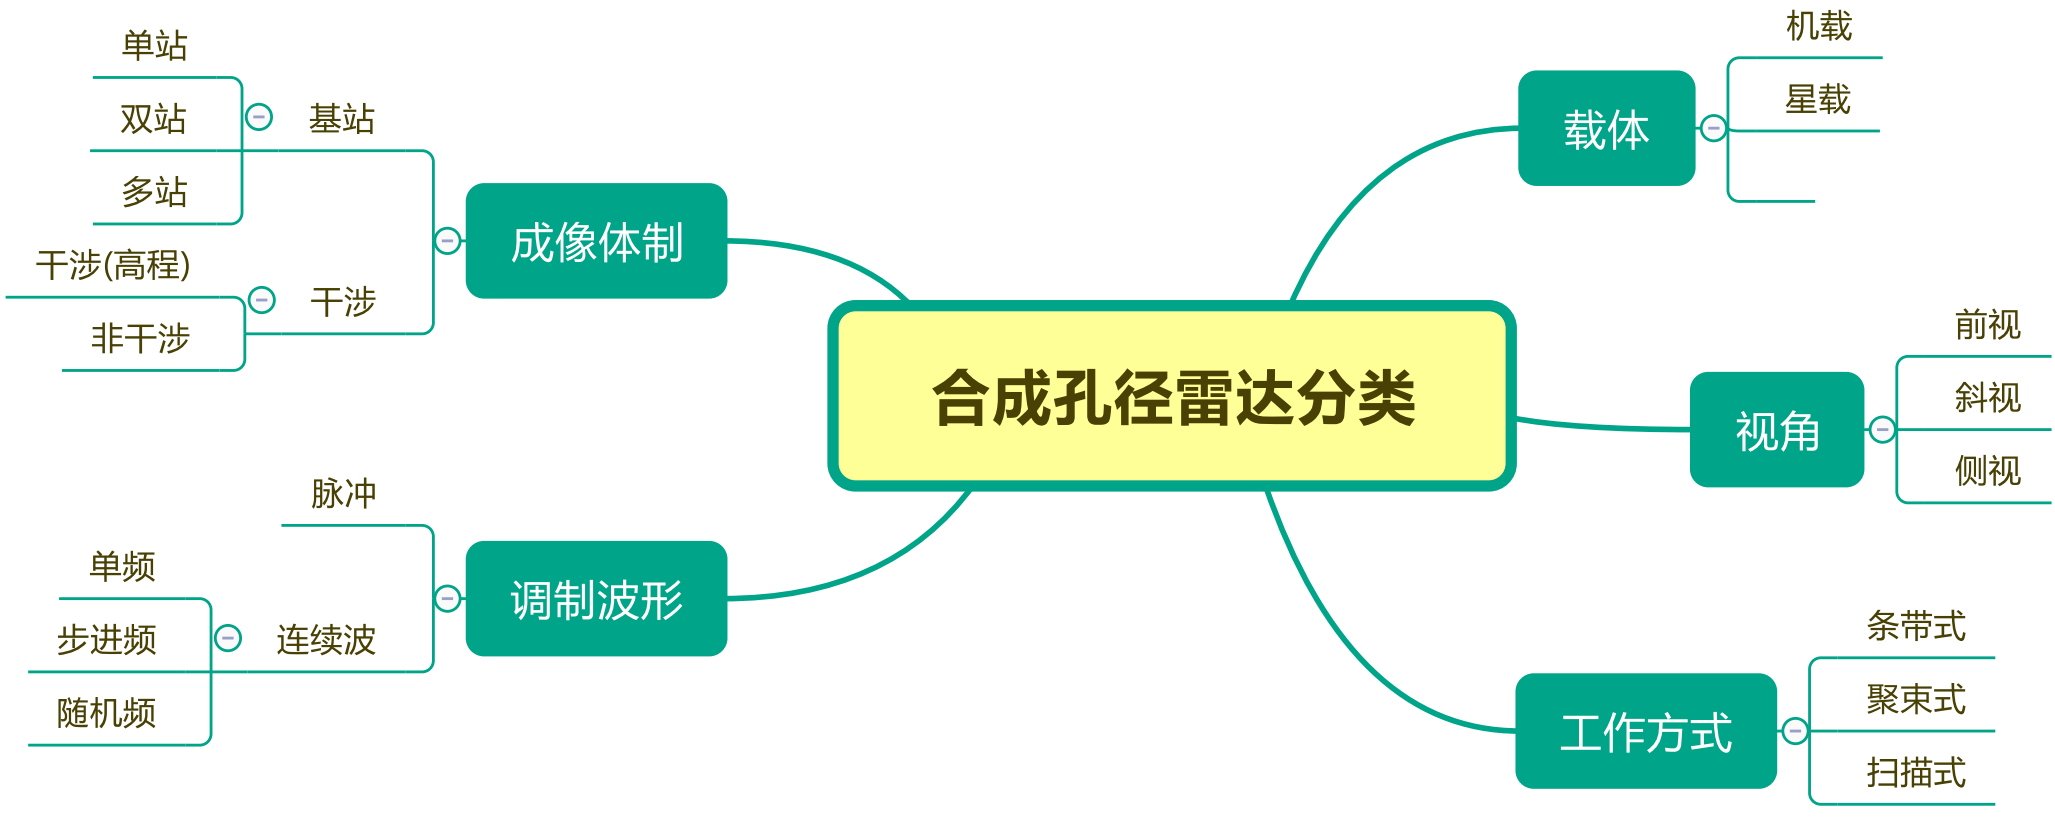 合成孔径雷达分类
载体
机载
星载
视角
前视
斜视
侧视
工作方式
条带式
聚束式
扫描式
成像体制
基站
单站
双站
多站
干涉
干涉(高程)
非干涉
调制波形
脉冲
连续波
单频
步进频
随机频